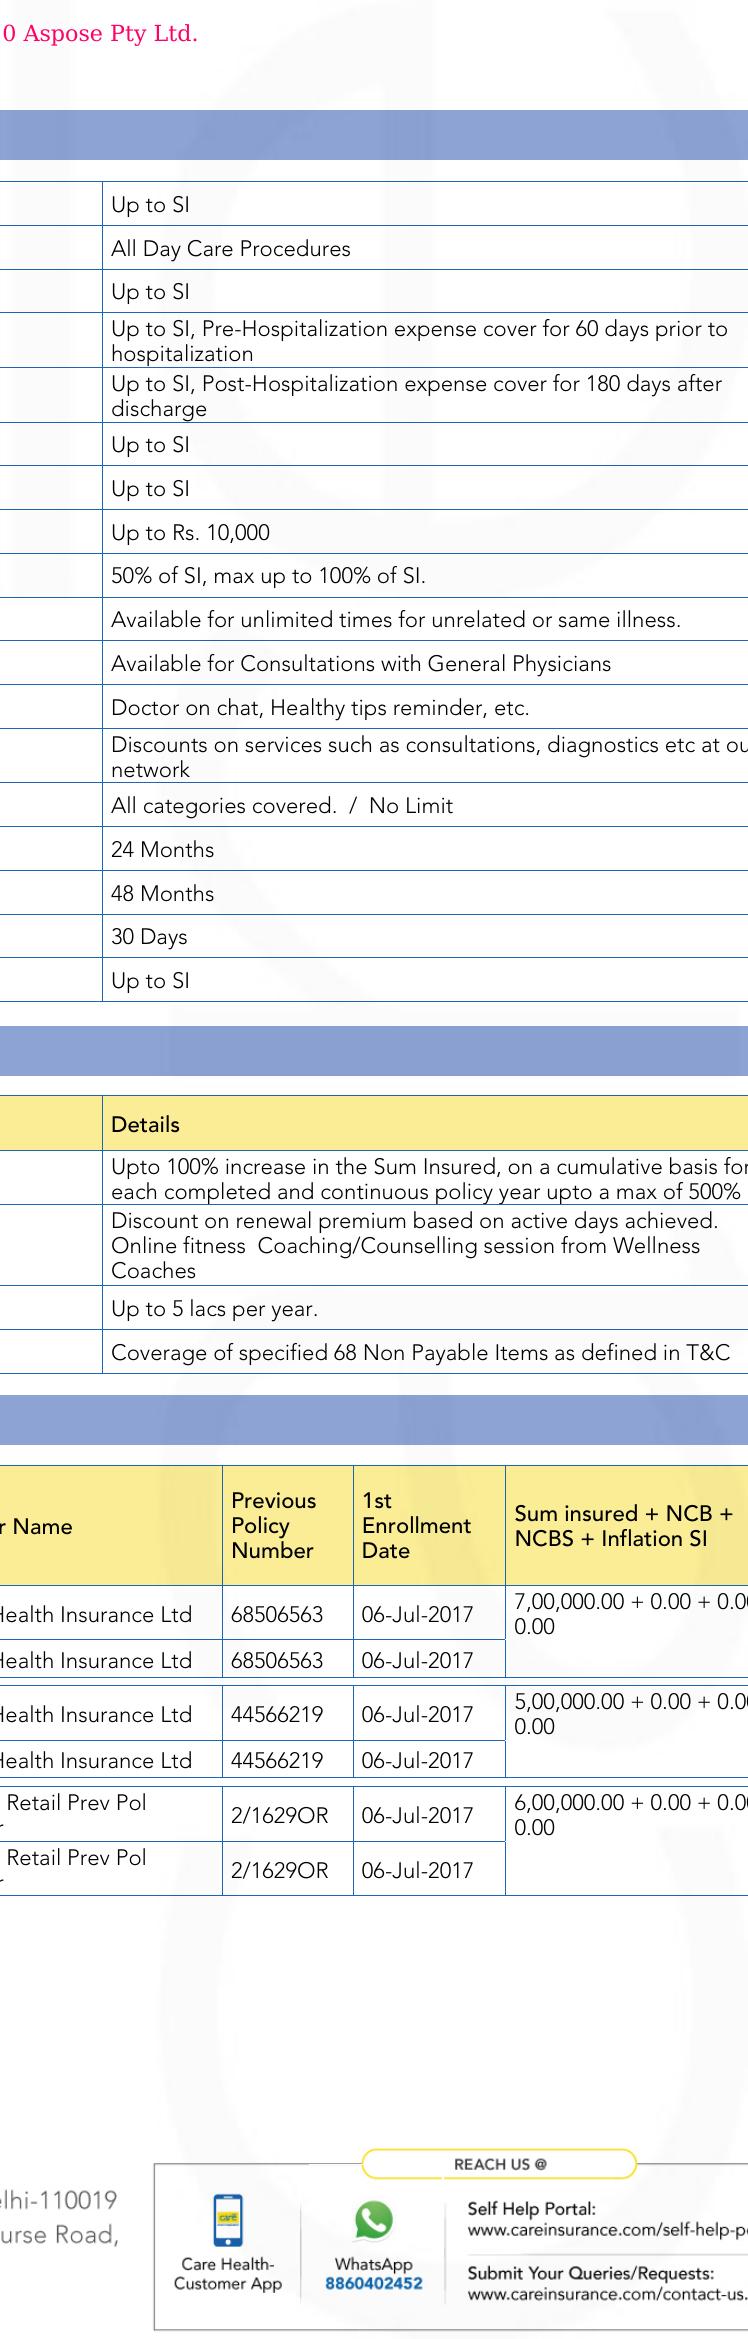 0 Aspose Pty Ltd.
Up to SI
All Day Care Procedures
Up to SI
Up to SI, Pre-Hospitalization expense cover for 60 days prior to
hospitalization
Up to SI, Post-Hospitalization expense cover for 180 days after
discharge
Up to SI
Up to SI
Up to Rs. 10,000
50% of SI, max up to 100% of SI.
Available for unlimited times for unrelated or same illness.
Available for Consultations with General Physicians
Doctor on chat, Healthy tips reminder, etc.
Discounts on services such as consultations, diagnostics etc at ou
network
All categories covered. / No Limit
24 Months
48 Months
30 Days
Up to SI
Details
Upto 100% increase in the Sum Insured, on a cumulative basis for
each completed and continuous policy year upto a max of 500%
Discount on renewal premium based on active days achieved.
Online fitness Coaching/Counselling session from Wellness
Coaches
Up to 5 lacs per year.
Coverage of specified 68 Non Payable Items as defined in T&C
r Name
Previous
Policy
Number
1st
Enrollment
Date
Sum insured + NCB +
NCBS + Inflation SI
Health Insurance Ltd 68506563 06-Jul-2017
7,00,000.00 + 0.00 + 0.00
0.00
Health Insurance Ltd 68506563 06-Jul-2017
Health Insurance Ltd 44566219 06-Jul-2017
5,00,000.00 + 0.00 + 0.00
0.00
Health Insurance Ltd 44566219 06-Jul-2017
Retail Prev Pol
r
2/1629OR 06-Jul-2017
6,00,000.00 + 0.00 + 0.00
0.00
Retail Prev Pol
r
2/1629OR 06-Jul-2017
elhi-110019
urse Road,
REACH US @
care
Care Health-
Customer App
WhatsApp
8860402452
Self Help Portal:
www.careinsurance.com/self-help-po
Submit Your Queries/Requests:
www.careinsurance.com/contact-us.